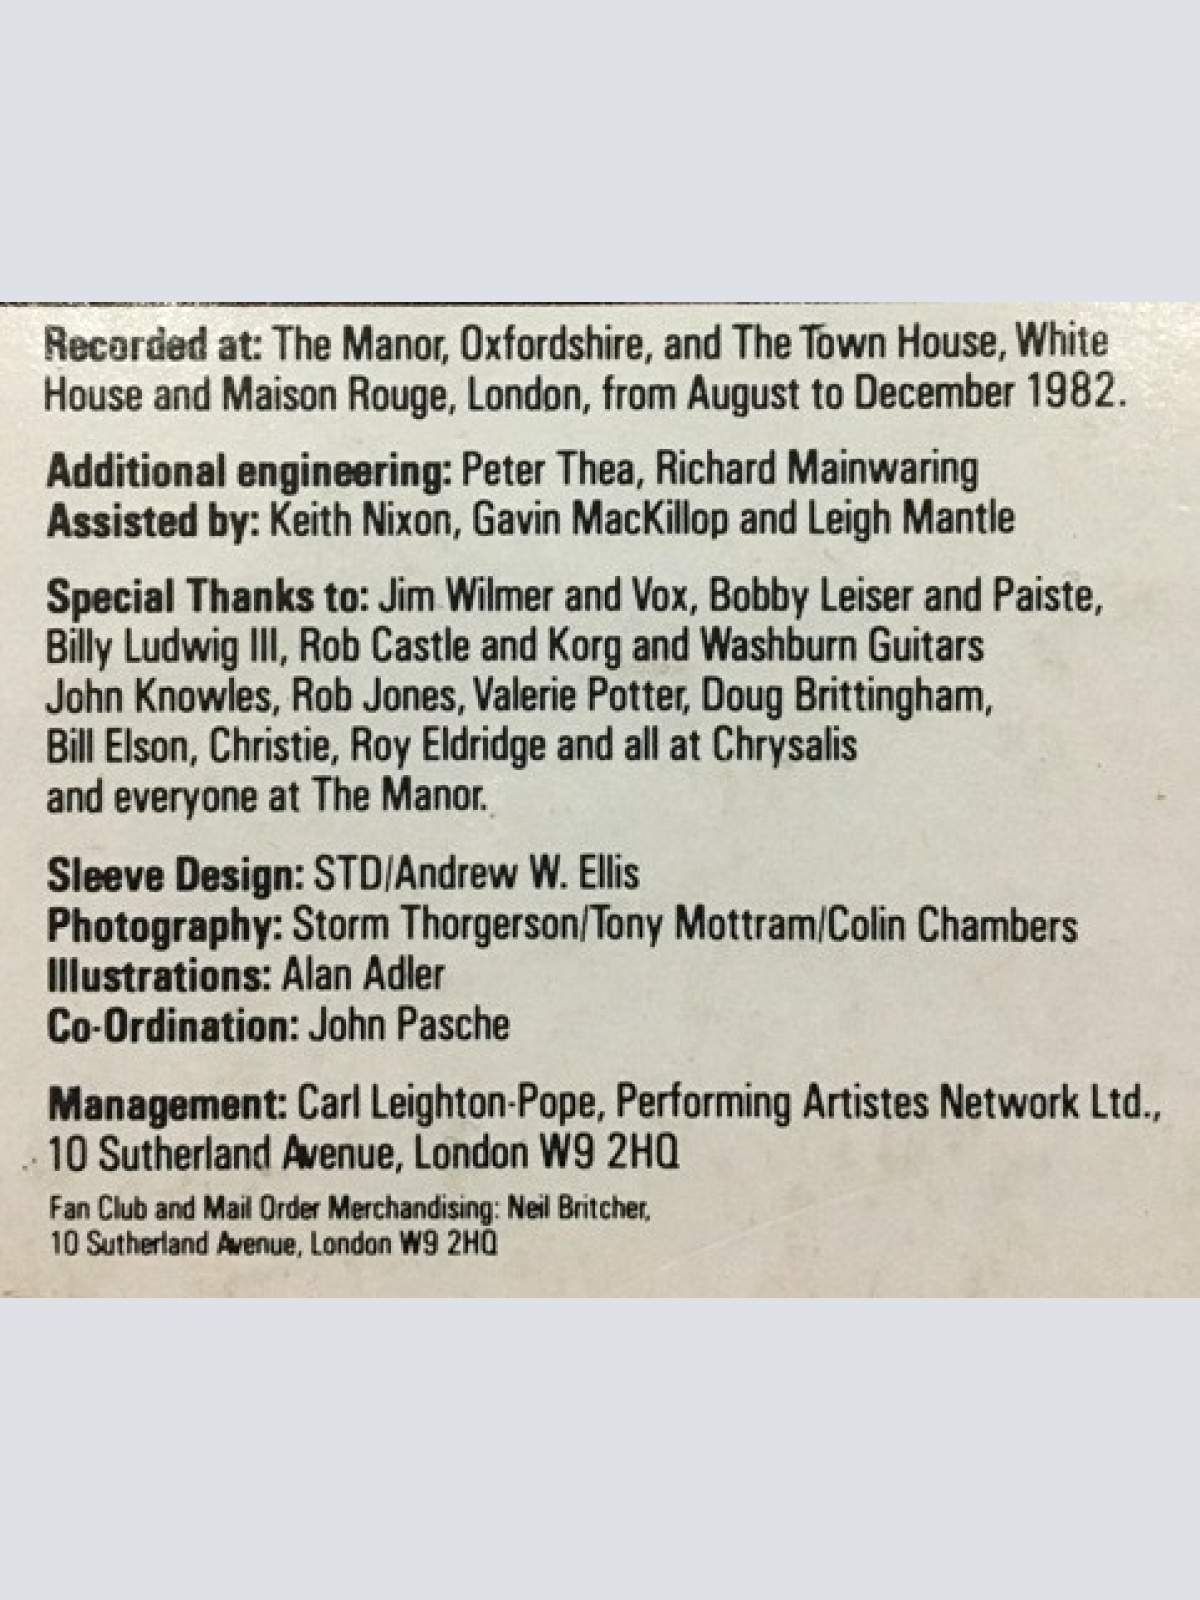 Recorded at: The Manor, Oxfordshire, and The Town House, White
House and Maison Rouge, London, from August to December 1982.
Additional engineering: Peter Thea, Richard Mainwaring
Assisted by: Keith Nixon, Gavin MacKillop and Leigh Mantle
Special Thanks to: Jim Wilmer and Vox, Bobby Leiser and Paiste,
Billy Ludwig III, Rob Castle and Korg and Washburn Guitars
John Knowles, Rob Jones, Valerie Potter, Doug Brittingham,
Bill Elson, Christie, Roy Eldridge and all at Chrysalis
and everyone at The Manor.
Sleeve Design: STD/Andrew W. Ellis
Photography: Storm Thorgerson/Tony Mottram/Colin Chambers
Illustrations: Alan Adler
Co-Ordination: John Pasche
Management: Carl Leighton-Pope, Performing Artistes Network Ltd.,
10 Sutherland Avenue, London W9 2HQ
Fan Club and Mail Order Merchandising: Neil Britcher,
10 Sutherland Avenue, London W9 2HQ